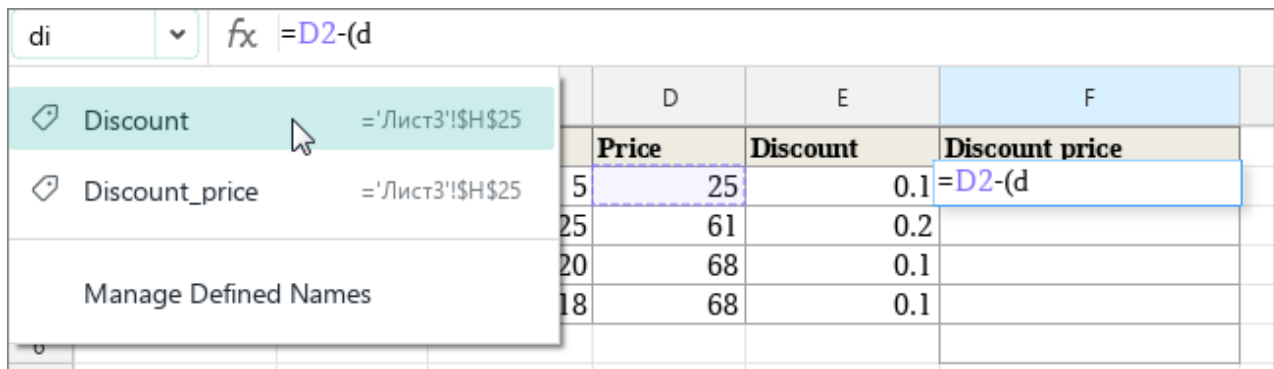 di fx =D2-(d
D E F
Discount ='Лист3'!$H$25
Price Discount Discount price
Discount_price ='Лист3'!$H$25
5 25 0.1 =D2-(d
25 61 0.2
20 68 0.1
Manage Defined Names
18 68 0.1